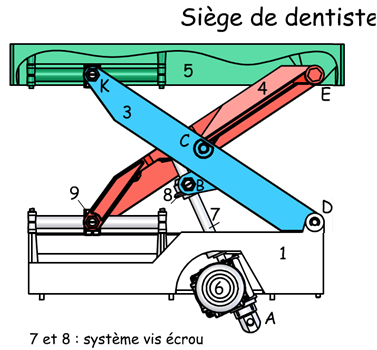 Siège de dentiste
5
K
4
E
3
C
9
8
B
D
7
1
6
A
7 et 8 : système vis écrou